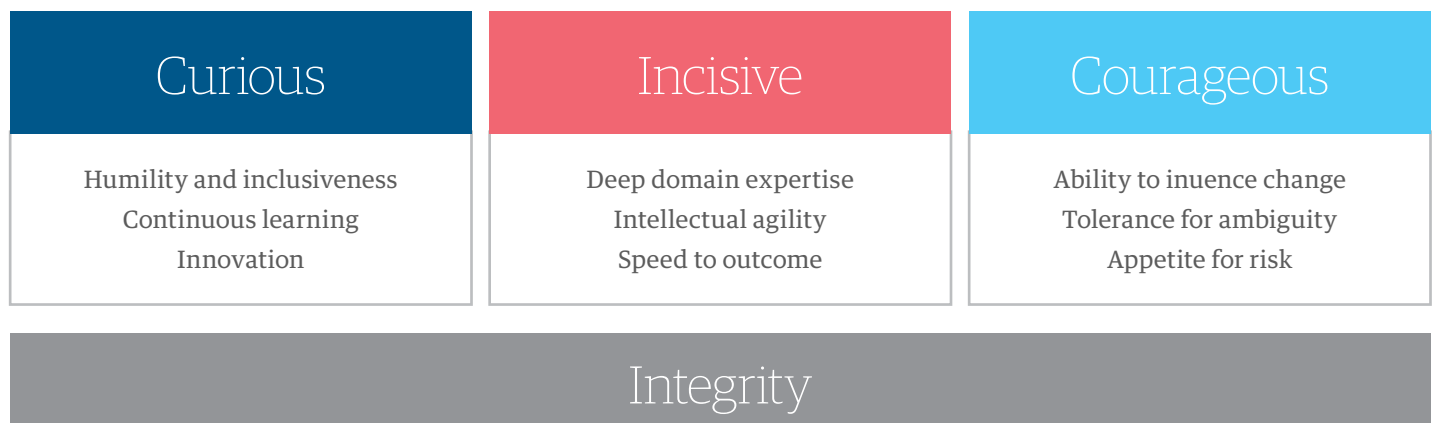 Curious
Humility and inclusiveness
Continuous learning
Innovation
Incisive
Deep domain expertise
Intellectual agility
Speed to outcome
Courageous
Ability to inuence change
Tolerance for ambiguity
Appetite for risk
Integrity